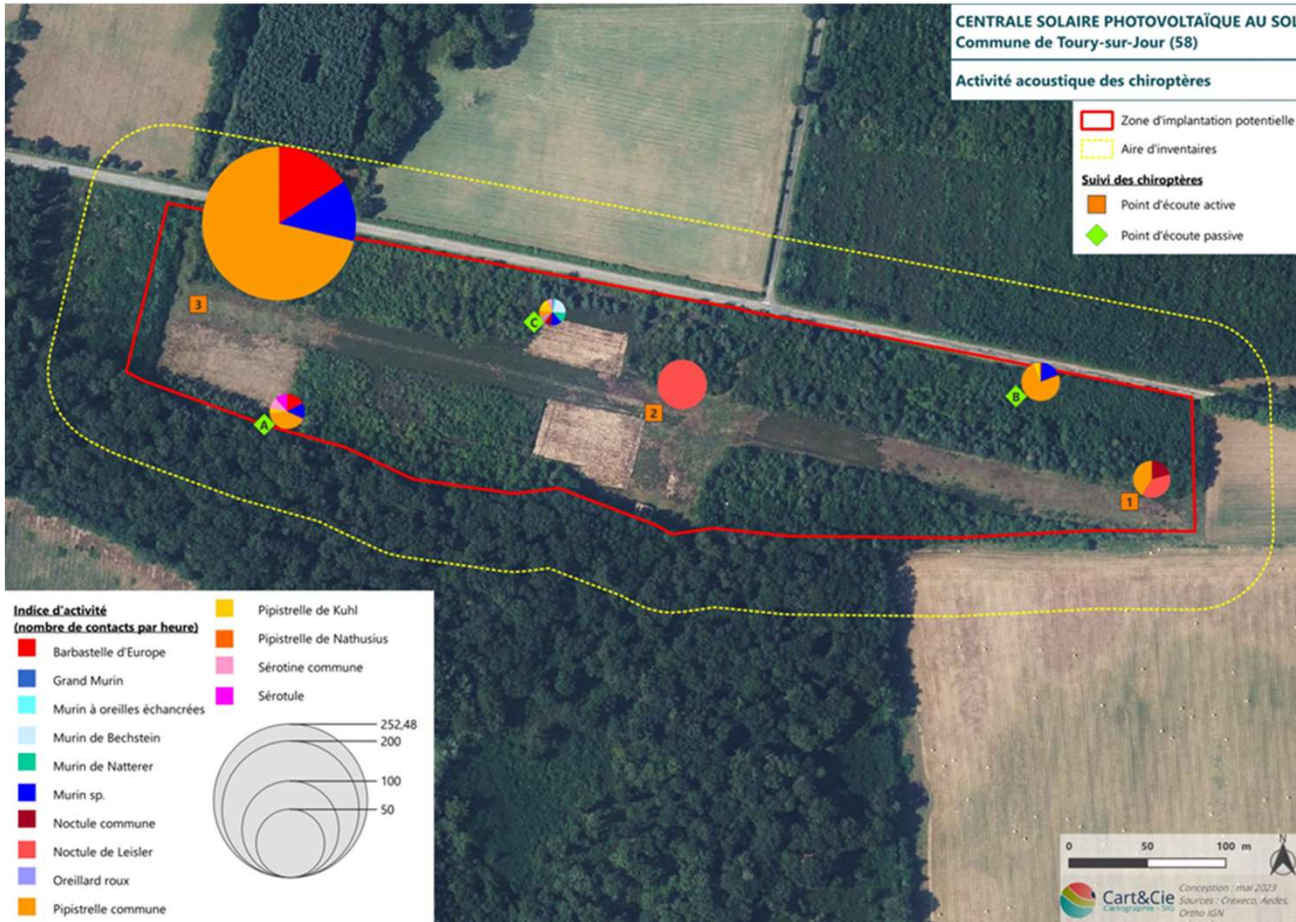 CENTRALE SOLAIRE PHOTOVOLTAÏQUE AU SOL
Commune de Toury-sur-Jour (58)
Activité acoustique des chiroptères
Zone d'implantation potentielle
Aire d'inventaires
Suivi des chiroptères
Point d'écoute active
Point d'écoute passive
3
C
2
B
A
1
Indice d'activité
(nombre de contacts par heure)
Barbastelle d'Europe
Grand Murin
Murin à oreilles échancrées
Murin de Bechstein
Murin de Natterer
Murin sp.
Noctule commune
Noctule de Leisler
Oreillard roux
Pipistrelle commune
Pipistrelle de Kuhl
Pipistrelle de Nathusius
Sérotine commune
Sérotule
252,48
200
100
50
0 50 100 m
N
Cart&Cie
Cartographie - SIG
Conception : mai 2023
Sources : Crexeco, Aedes,
Ortho IGN